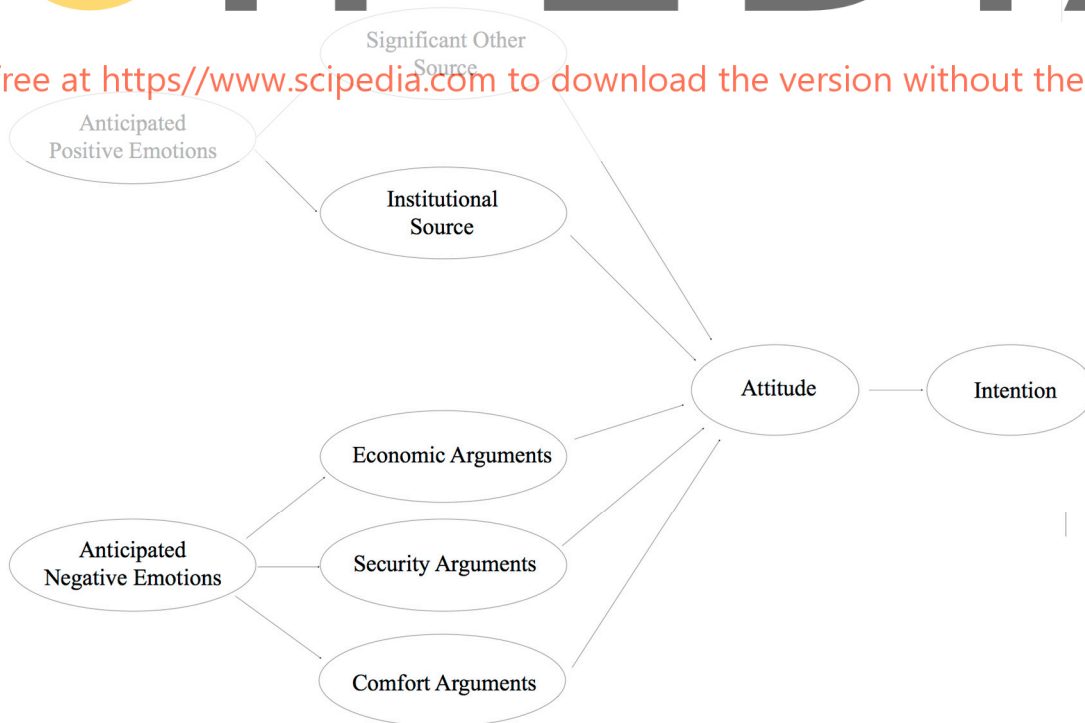 Significant Other
Source
ree at https//www.scipedia.com to download the version without the
Anticipated
Positive Emotions
Institutional
Source
Attitude
Intention
Economic Arguments
Anticipated
Negative Emotions
Security Arguments
Comfort Arguments